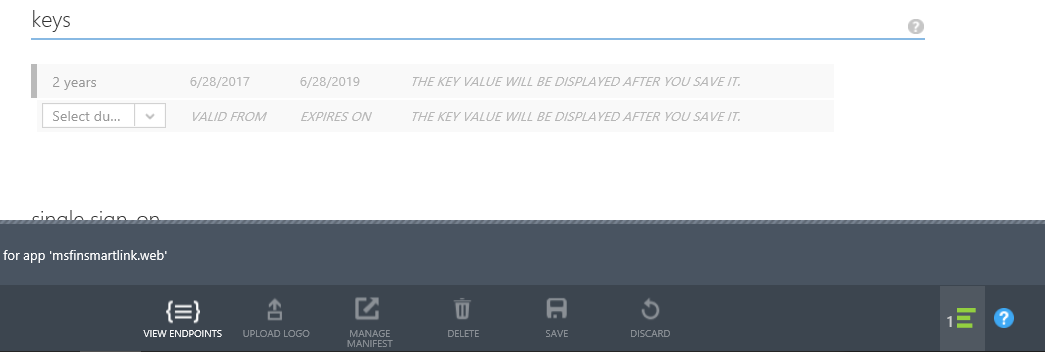 keys
2 years 6/28/2017 6/28/2019 THE KEY VALUE WILL BE DISPLAYED AFTER YOU SAVE IT.
Select du... VALID FROM EXPIRES ON THE KEY VALUE WILL BE DISPLAYED AFTER YOU SAVE IT.
single sign-on
for app 'msfinsmartlink.web'
VIEW ENDPOINTS UPLOAD LOGO MANAGE MANIFEST DELETE SAVE DISCARD
1